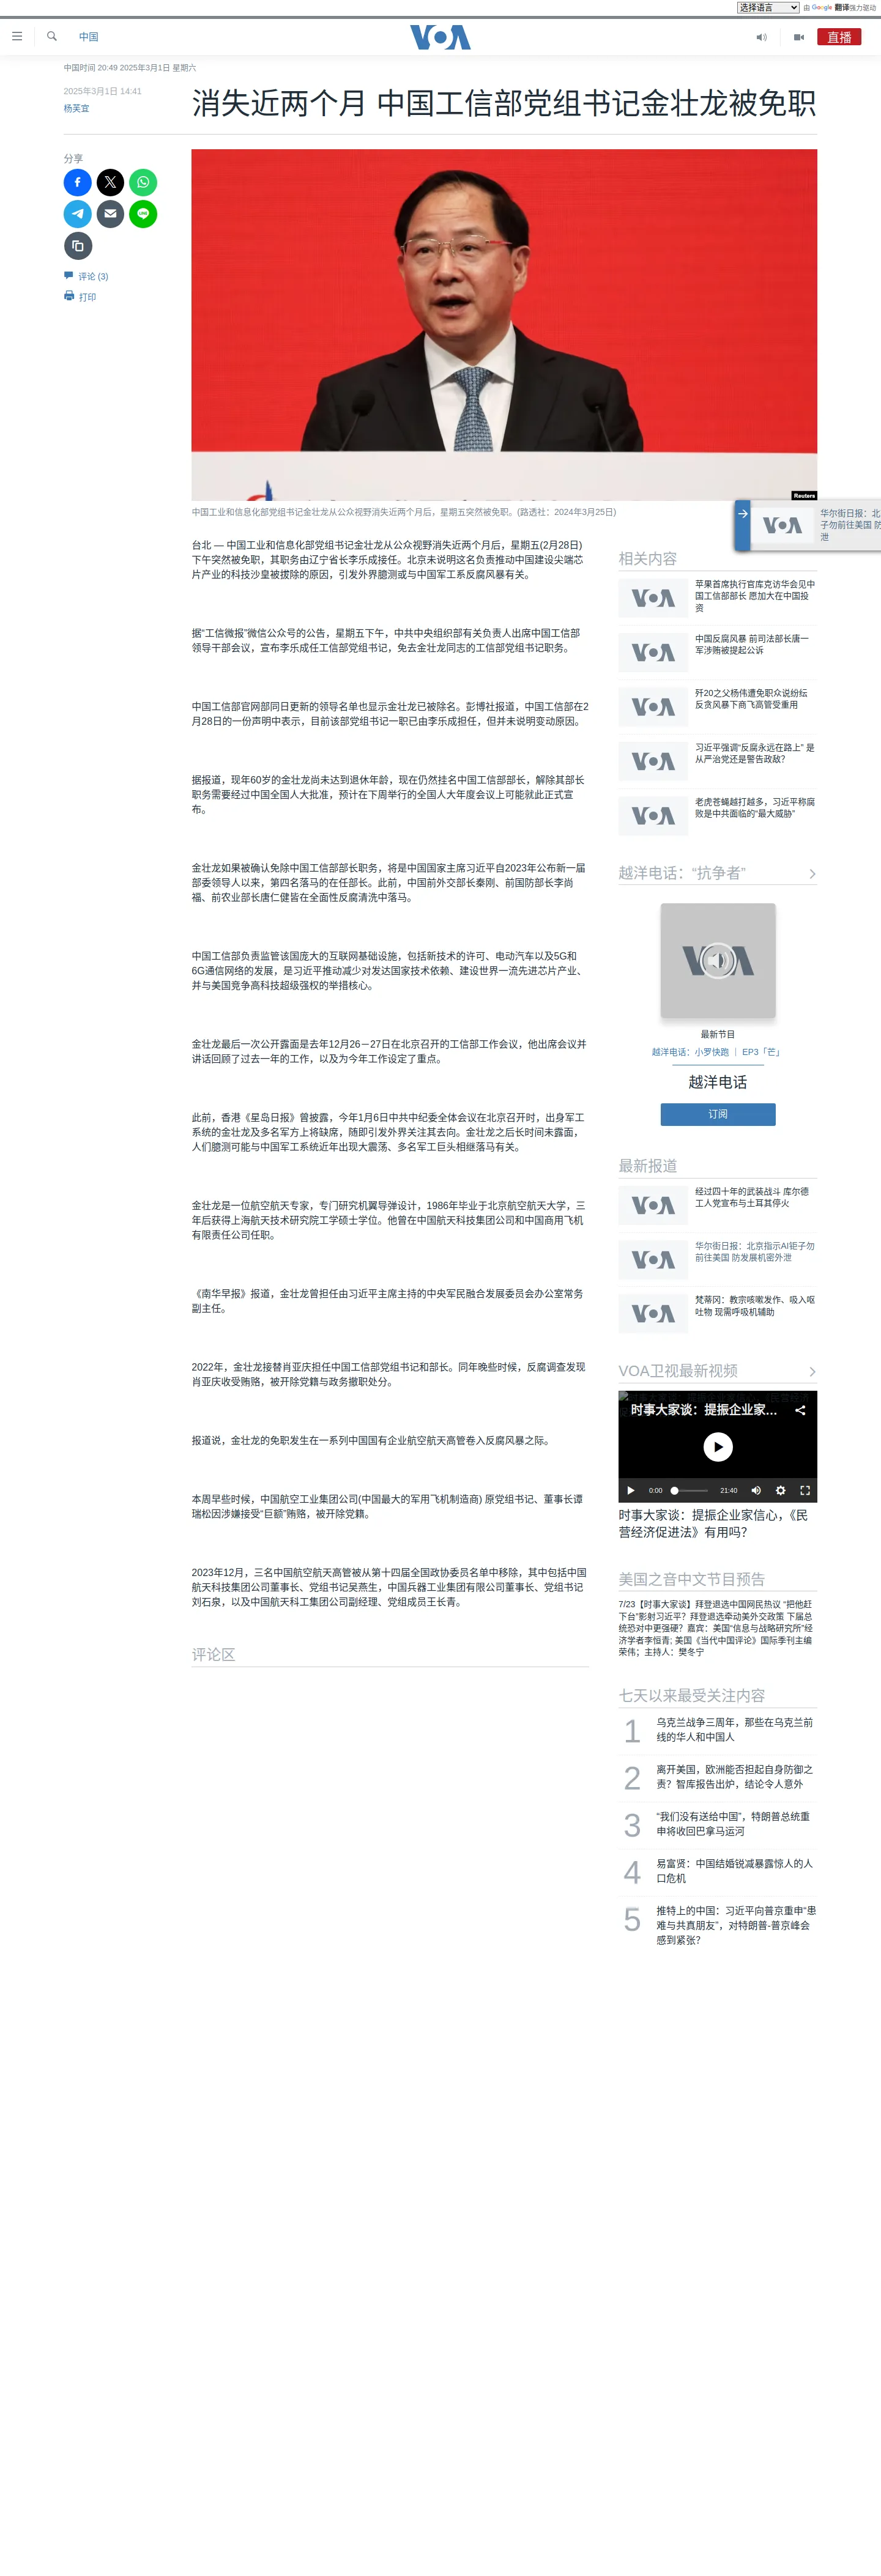 选择语言
由 Google 翻译强力驱动
中国
VOA
直播
中国时间 20:49 2025年3月1日 星期六
2025年3月1日 14:41
杨芙宜
消失近两个月 中国工信部党组书记金壮龙被免职
分享
评论 (3)
打印
Reuters
中国工业和信息化部党组书记金壮龙从公众视野消失近两个月后，星期五突然被免职。(路透社：2024年3月25日)
台北 — 中国工业和信息化部党组书记金壮龙从公众视野消失近两个月后，星期五(2月28日)
下午突然被免职，其职务由辽宁省长李乐成接任。北京未说明这名负责推动中国建设尖端芯
片产业的科技沙皇被拔除的原因，引发外界臆测或与中国军工系反腐风暴有关。
据“工信微报”微信公众号的公告，星期五下午，中共中央组织部有关负责人出席中国工信部
领导干部会议，宣布李乐成任工信部党组书记，免去金壮龙同志的工信部党组书记职务。
中国工信部官网部同日更新的领导名单也显示金壮龙已被除名。彭博社报道，中国工信部在2
月28日的一份声明中表示，目前该部党组书记一职已由李乐成担任，但并未说明变动原因。
据报道，现年60岁的金壮龙尚未达到退休年龄，现在仍然挂名中国工信部部长，解除其部长
职务需要经过中国全国人大批准，预计在下周举行的全国人大年度会议上可能就此正式宣
布。
金壮龙如果被确认免除中国工信部部长职务，将是中国国家主席习近平自2023年公布新一届
部委领导人以来，第四名落马的在任部长。此前，中国前外交部长秦刚、前国防部长李尚
福、前农业部长唐仁健皆在全面性反腐清洗中落马。
中国工信部负责监管该国庞大的互联网基础设施，包括新技术的许可、电动汽车以及5G和
6G通信网络的发展，是习近平推动减少对发达国家技术依赖、建设世界一流先进芯片产业、
并与美国竞争高科技超级强权的举措核心。
金壮龙最后一次公开露面是去年12月26－27日在北京召开的工信部工作会议，他出席会议并
讲话回顾了过去一年的工作，以及为今年工作设定了重点。
此前，香港《星岛日报》曾披露，今年1月6日中共中纪委全体会议在北京召开时，出身军工
系统的金壮龙及多名军方上将缺席，随即引发外界关注其去向。金壮龙之后长时间未露面，
人们臆测可能与中国军工系统近年出现大震荡、多名军工巨头相继落马有关。
金壮龙是一位航空航天专家，专门研究机翼导弹设计，1986年毕业于北京航空航天大学，三
年后获得上海航天技术研究院工学硕士学位。他曾在中国航天科技集团公司和中国商用飞机
有限责任公司任职。
《南华早报》报道，金壮龙曾担任由习近平主席主持的中央军民融合发展委员会办公室常务
副主任。
2022年，金壮龙接替肖亚庆担任中国工信部党组书记和部长。同年晚些时候，反腐调查发现
肖亚庆收受贿赂，被开除党籍与政务撤职处分。
报道说，金壮龙的免职发生在一系列中国国有企业航空航天高管卷入反腐风暴之际。
本周早些时候，中国航空工业集团公司(中国最大的军用飞机制造商) 原党组书记、董事长谭
瑞松因涉嫌接受“巨额”贿赂，被开除党籍。
2023年12月，三名中国航空航天高管被从第十四届全国政协委员名单中移除，其中包括中国
航天科技集团公司董事长、党组书记吴燕生，中国兵器工业集团有限公司董事长、党组书记
刘石泉，以及中国航天科工集团公司副经理、党组成员王长青。
评论区
华尔街日报：北
子勿前往美国 防
泄
相关内容
苹果首席执行官库克访华会见中
国工信部部长 愿加大在中国投
资
中国反腐风暴 前司法部长唐一
军涉贿被提起公诉
歼20之父杨伟遭免职众说纷纭
反贪风暴下商飞高管受重用
习近平强调“反腐永远在路上” 是
从严治党还是警告政敌？
老虎苍蝇越打越多，习近平称腐
败是中共面临的“最大威胁”
越洋电话：“抗争者”
最新节目
越洋电话：小罗快跑 ｜ EP3「芒」
越洋电话
订阅
最新报道
经过四十年的武装战斗 库尔德
工人党宣布与土耳其停火
华尔街日报：北京指示AI钜子勿
前往美国 防发展机密外泄
梵蒂冈：教宗咳嗽发作、吸入呕
吐物 现需呼吸机辅助
VOA卫视最新视频
时事大家谈：提振企业家...
0:00
21:40
时事大家谈：提振企业家信心，《民
营经济促进法》有用吗？
美国之音中文节目预告
7/23【时事大家谈】拜登退选中国网民热议 “把他赶
下台”影射习近平？拜登退选牵动美外交政策 下届总
统恐对中更强硬？嘉宾：美国“信息与战略研究所”经
济学者李恒青; 美国《当代中国评论》国际季刊主编
荣伟；主持人：樊冬宁
七天以来最受关注内容
1
乌克兰战争三周年，那些在乌克兰前
线的华人和中国人
2
离开美国，欧洲能否担起自身防御之
责？智库报告出炉，结论令人意外
3
“我们没有送给中国”，特朗普总统重
申将收回巴拿马运河
4
易富贤：中国结婚锐减暴露惊人的人
口危机
5
推特上的中国：习近平向普京重申“患
难与共真朋友”，对特朗普-普京峰会
感到紧张？